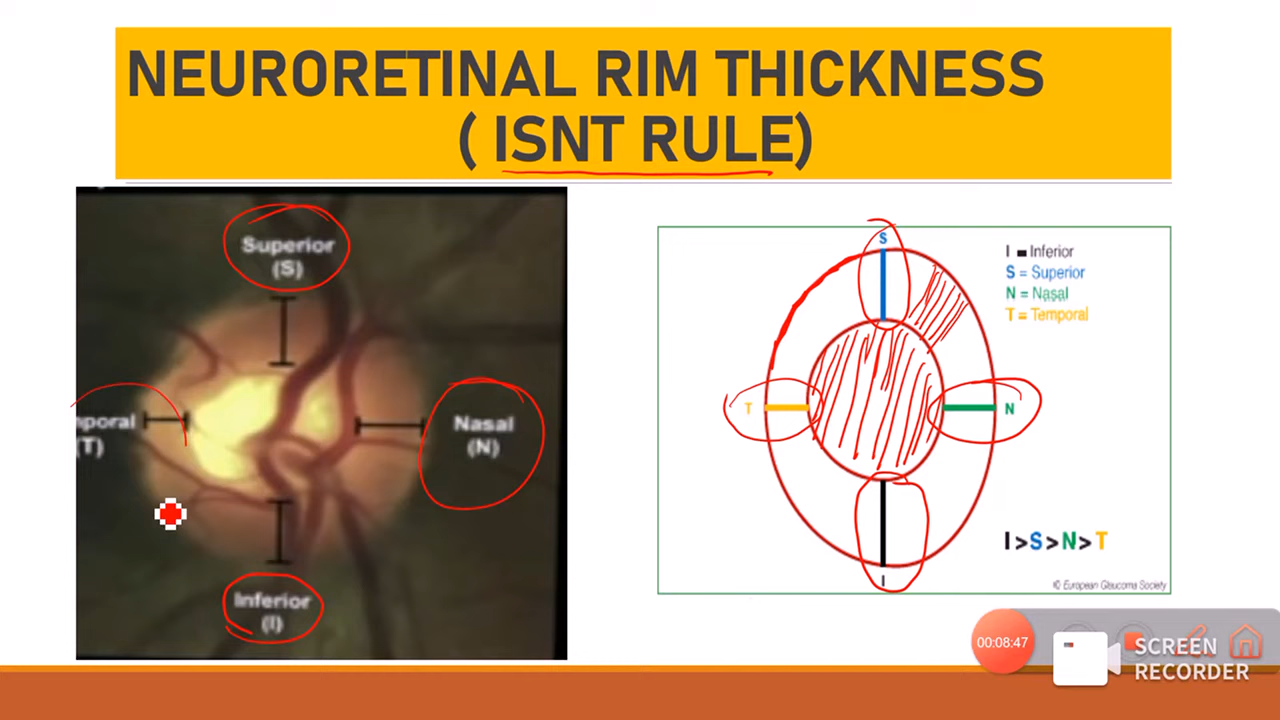 NEURORETINAL RIM THICKNESS
( ISNT RULE)
Superior
(S)
mporal
(T)
Nasal
(N)
Inferior
(I)
S
T
N
I
I = Inferior
S = Superior
N = Nasal
T = Temporal
I>S>N>T
© European Glaucoma Society
00:08:47
SCREEN
RECORDER